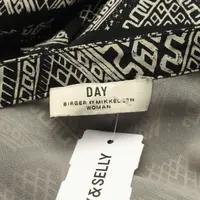 DAY
BIRGER ET MIKKELSEN
WOMAN
& SELLY